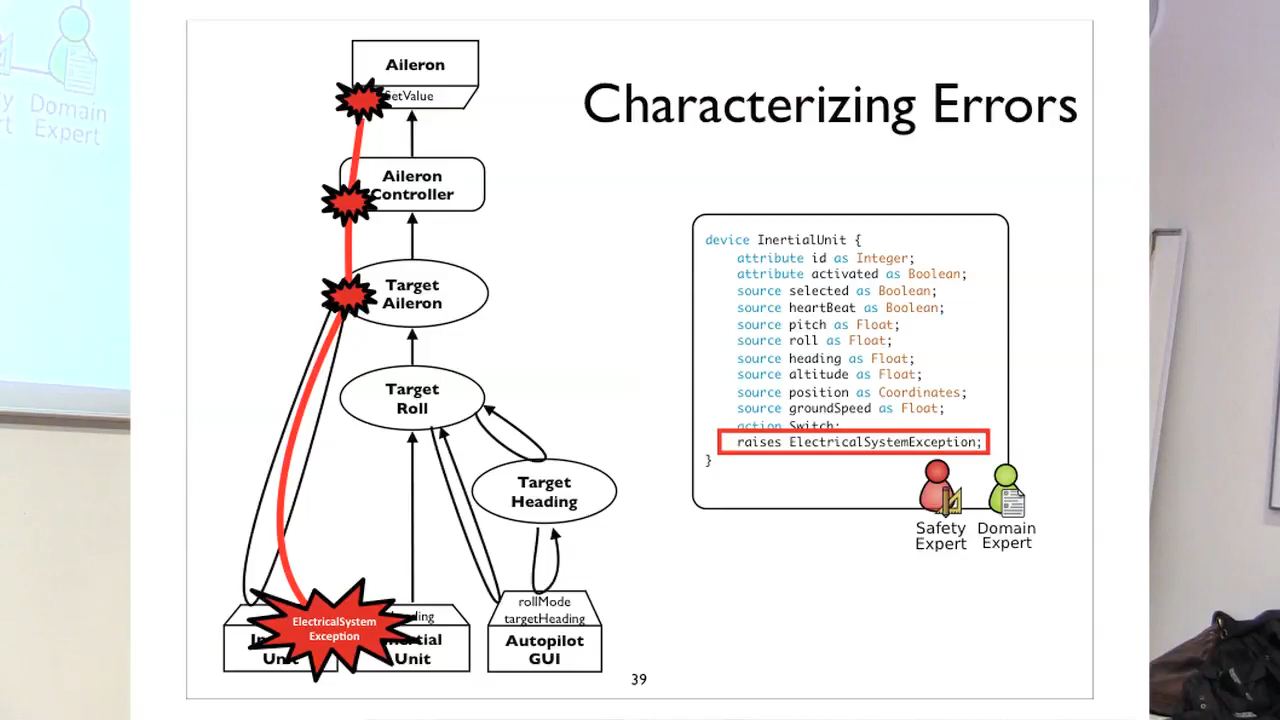 Domain
Expert
Characterizing Errors
Aileron
SetValue
Aileron
Controller
Target
Aileron
Target
Roll
Target
Heading
ElectricalSystem
Exception
Unit
Unit
rollMode
targetHeading
Autopilot
GUI
device InertialUnit {
attribute id as Integer;
attribute activated as Boolean;
source selected as Boolean;
source heartBeat as Boolean;
source pitch as Float;
source roll as Float;
source heading as Float;
source altitude as Float;
source position as Coordinates;
source groundSpeed as Float;
action Switch;
raises ElectricalSystemException;
}
Safety
Expert
Domain
Expert
39